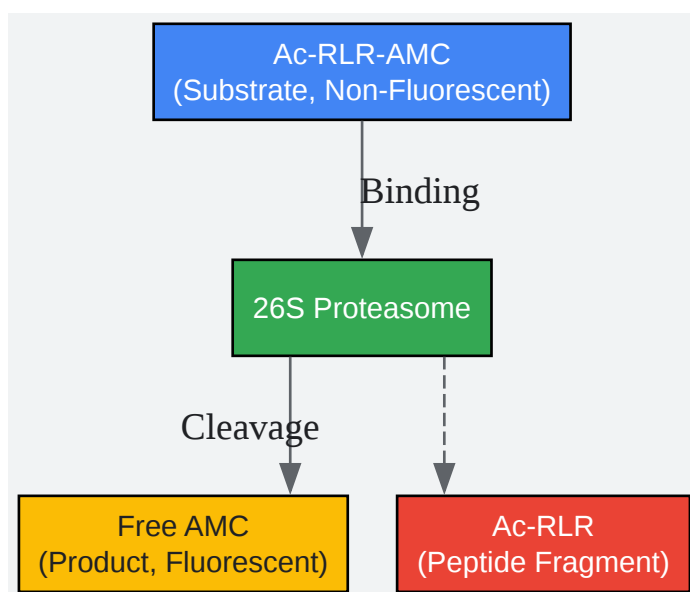 Ac-RLR-AMC
(Substrate, Non-Fluorescent)
Binding
26S Proteasome
Cleavage
Free AMC
(Product, Fluorescent)
Ac-RLR
(Peptide Fragment)